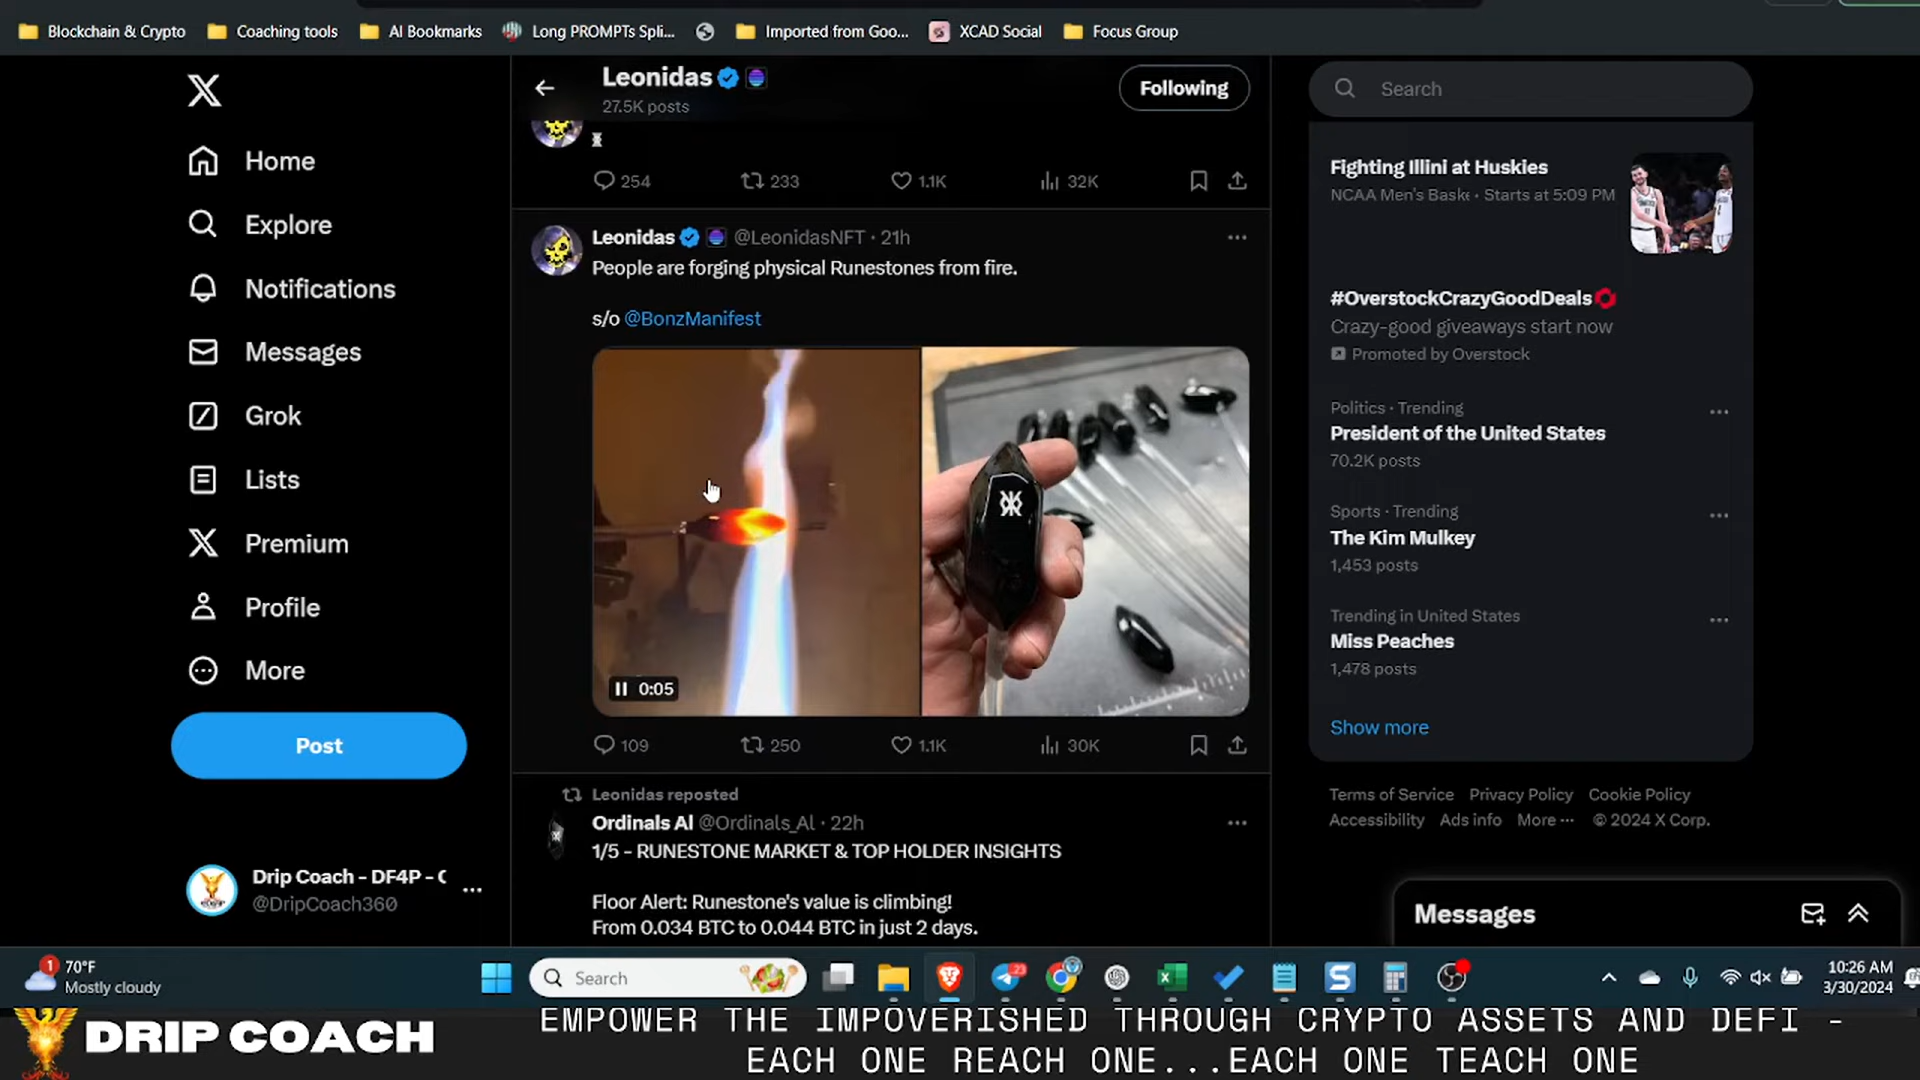 Blockchain & Crypto
Coaching tools
AI Bookmarks
Long PROMPTs Spli...
Imported from Goo...
XCAD Social
Focus Group
Leonidas
27.5K posts
Following
Search
Home
Explore
Notifications
Messages
Grok
Lists
Premium
Profile
More
Post
Drip Coach - DF4P - C
@DripCoach360
254
233
1.1K
32K
Leonidas @LeonidasNFT · 21h
People are forging physical Runestones from fire.
s/o @BonzManifest
0:05
109
250
1.1K
30K
Leonidas reposted
Ordinals Al @Ordinals_Al · 22h
1/5 - RUNESTONE MARKET & TOP HOLDER INSIGHTS
Floor Alert: Runestone's value is climbing!
From 0.034 BTC to 0.044 BTC in just 2 days.
Fighting Illini at Huskies
NCAA Men's Baske · Starts at 5:09 PM
#OverstockCrazyGoodDeals
Crazy-good giveaways start now
Promoted by Overstock
Politics · Trending
President of the United States
70.2K posts
Sports · Trending
The Kim Mulkey
1,453 posts
Trending in United States
Miss Peaches
1,478 posts
Show more
Terms of Service Privacy Policy Cookie Policy
Accessibility Ads info More ··· © 2024 X Corp.
Messages
1
70°F
Mostly cloudy
Search
23
10:26 AM
3/30/2024
DRIP COACH
EMPOWER THE IMPOVERISHED THROUGH CRYPTO ASSETS AND DEFI -
EACH ONE REACH ONE...EACH ONE TEACH ONE